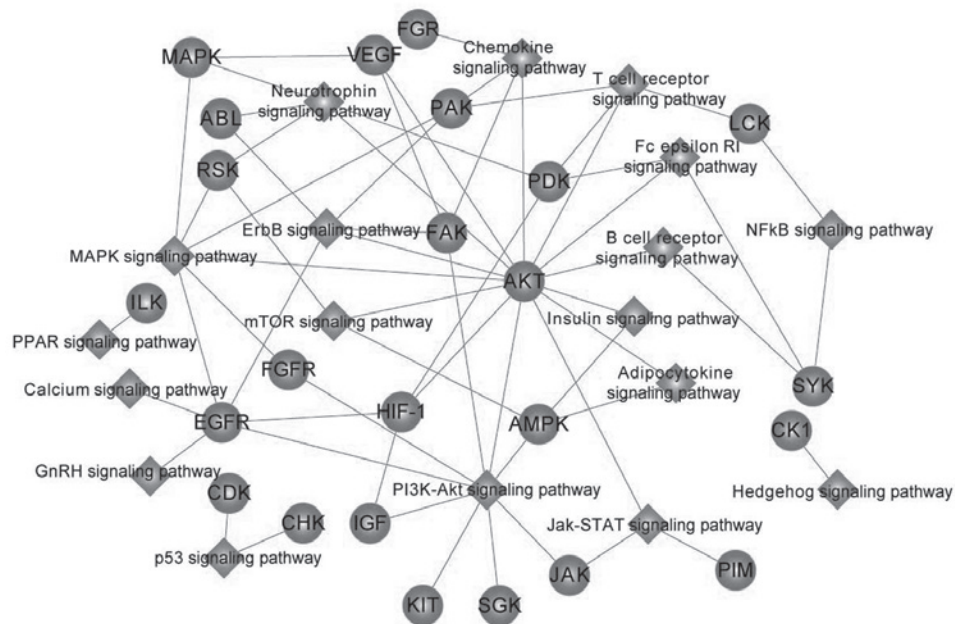 FGR
MAPK
VEGF
Chemokine
signaling pathway
T cell receptor
signaling pathway
Neurotrophin
signaling pathway
ABL
PAK
LCK
Fc epsilon RI
signaling pathway
RSK
PDK
ErbB signaling pathway
FAK
B cell receptor
signaling pathway
NFkB signaling pathway
MAPK signaling pathway
AKT
ILK
mTOR signaling pathway
Insulin signaling pathway
PPAR signaling pathway
FGFR
Adipocytokine
signaling pathway
Calcium signaling pathway
SYK
EGFR
HIF-1
AMPK
CK1
GnRH signaling pathway
CDK
PI3K-Akt signaling pathway
Hedgehog signaling pathway
CHK
IGF
Jak-STAT signaling pathway
p53 signaling pathway
JAK
PIM
KIT
SGK